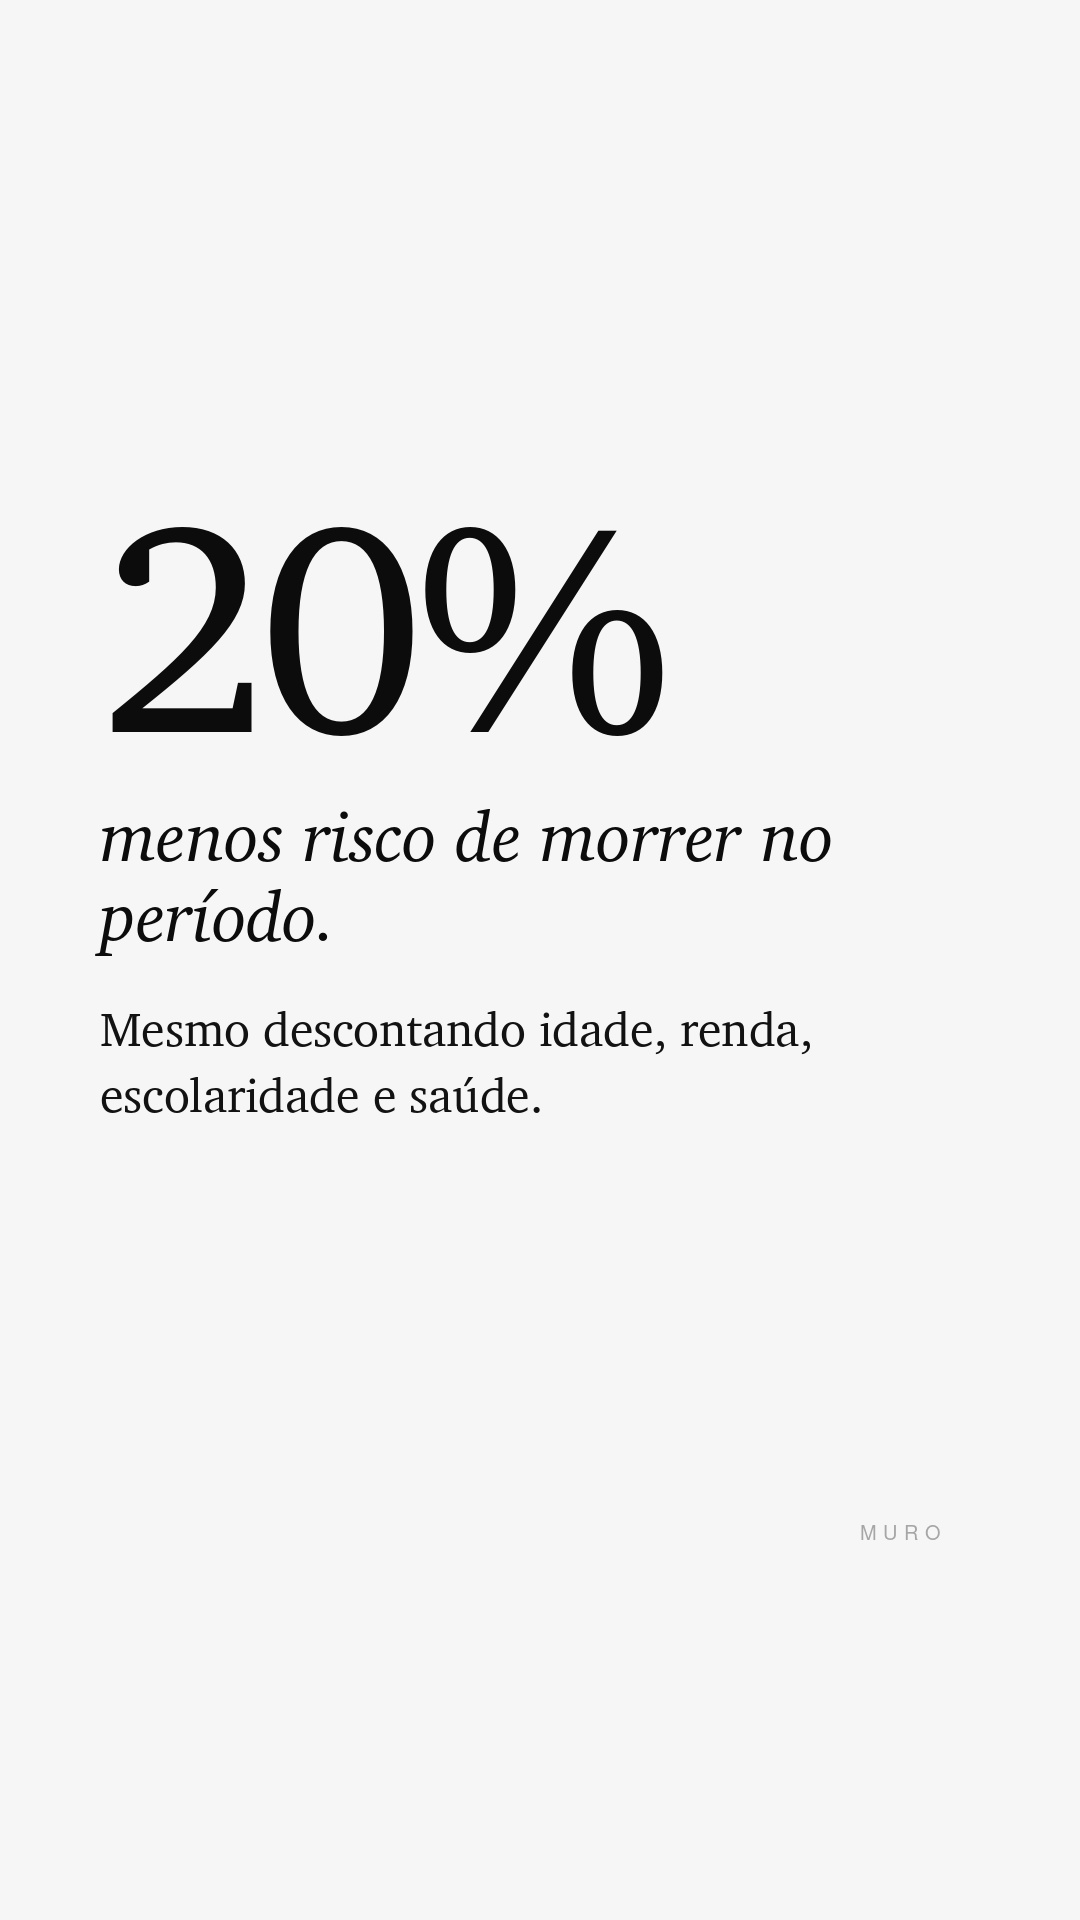 20%
menos risco de morrer no
período.
Mesmo descontando idade, renda,
escolaridade e saúde.
MURO